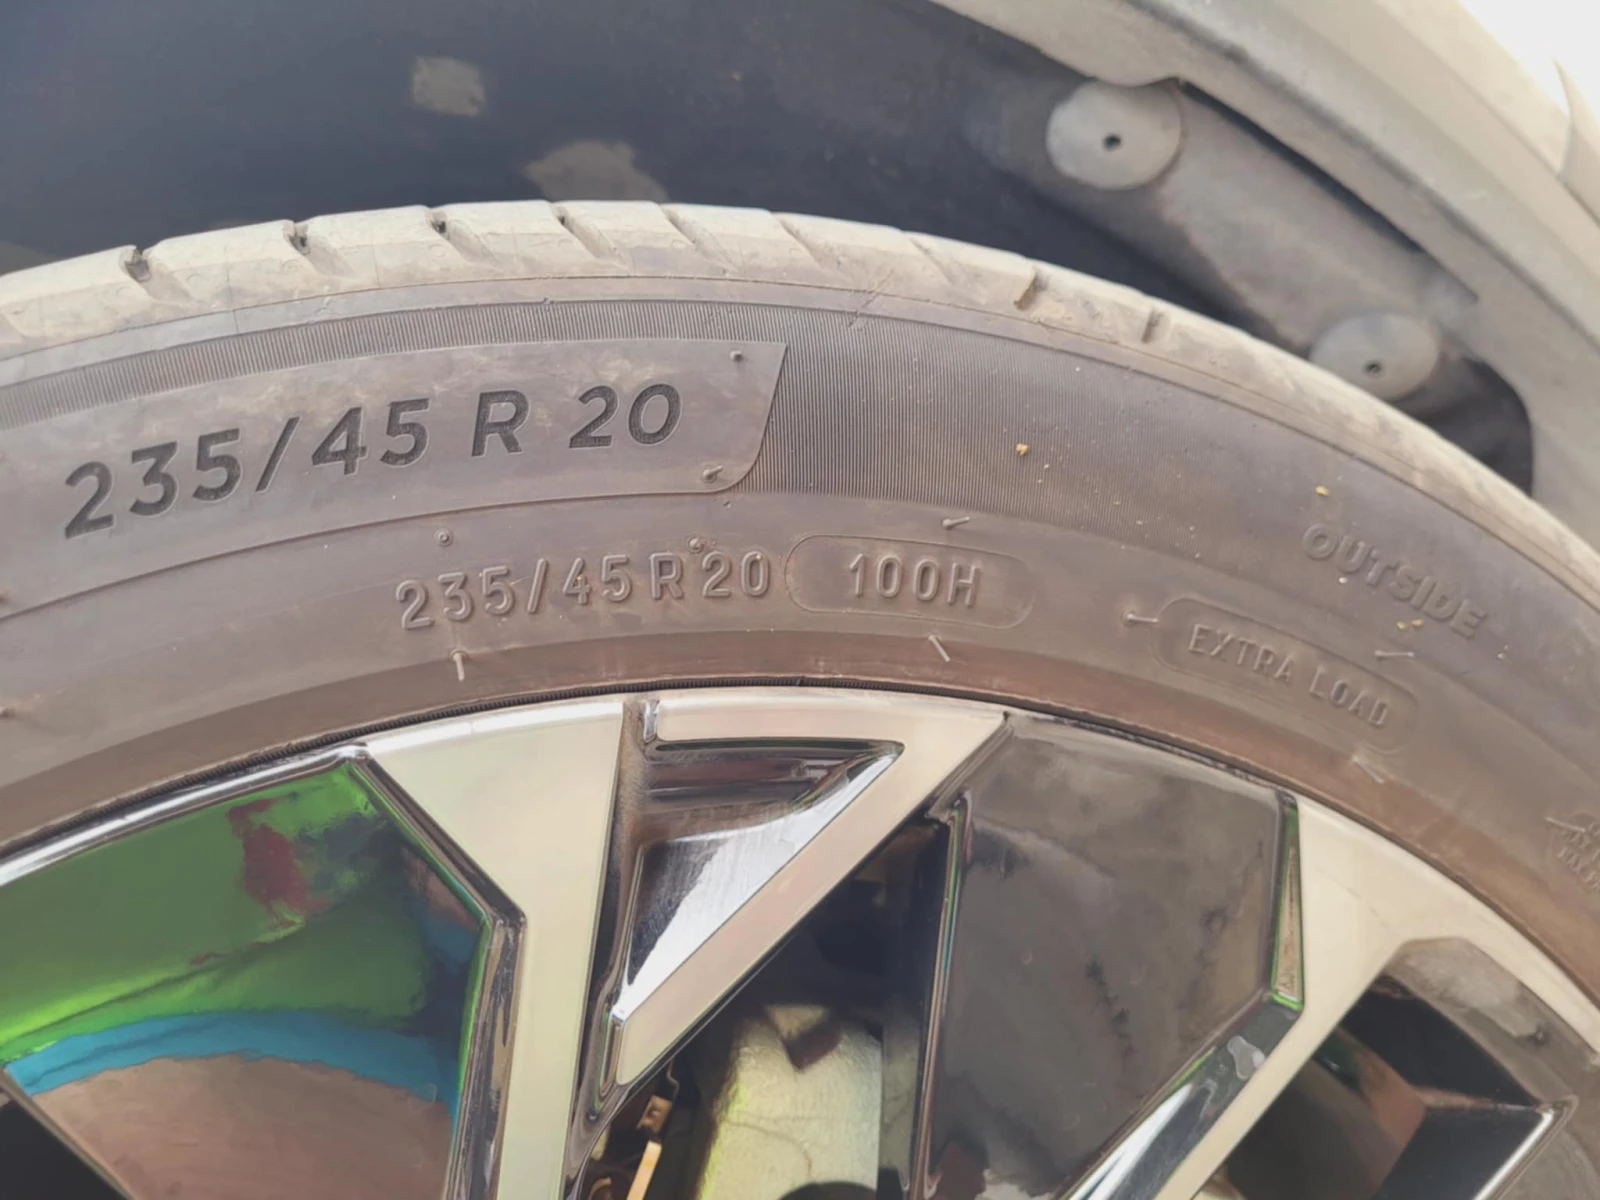 235/45 R 20
235/45R20 100H
EXTRA LOAD
OUTSIDE